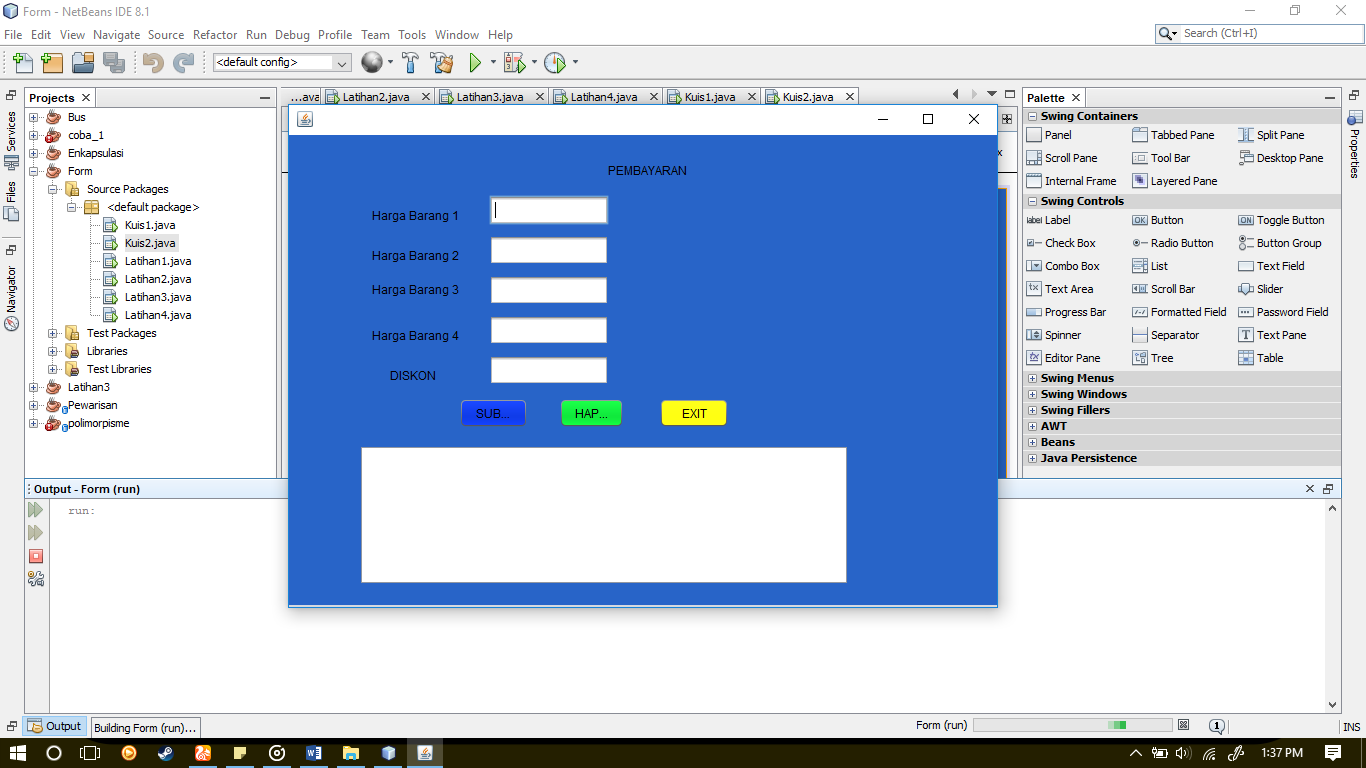 Form - NetBeans IDE 8.1
File Edit View Navigate Source Refactor Run Debug Profile Team Tools Window Help
Search (Ctrl+I)
<default config>
Projects
...ava Latihan2.java Latihan3.java Latihan4.java Kuis1.java Kuis2.java
Services
Files
Navigator
Bus
coba_1
Enkapsulasi
Form
Source Packages
<default package>
Kuis1.java
Kuis2.java
Latihan1.java
Latihan2.java
Latihan3.java
Latihan4.java
Test Packages
Libraries
Test Libraries
Latihan3
Pewarisan
polimorpisme
PEMBAYARAN
Harga Barang 1
Harga Barang 2
Harga Barang 3
Harga Barang 4
DISKON
SUB... HAP... EXIT
Palette
Swing Containers
Panel Tabbed Pane Split Pane
Scroll Pane Tool Bar Desktop Pane
Internal Frame Layered Pane
Swing Controls
Label Button Toggle Button
Check Box Radio Button Button Group
Combo Box List Text Field
Text Area Scroll Bar Slider
Progress Bar Formatted Field Password Field
Spinner Separator Text Pane
Editor Pane Tree Table
Swing Menus
Swing Windows
Swing Fillers
AWT
Beans
Java Persistence
Properties
Output - Form (run)
run:
Output Building Form (run)... Form (run) 1 INS
1:37 PM